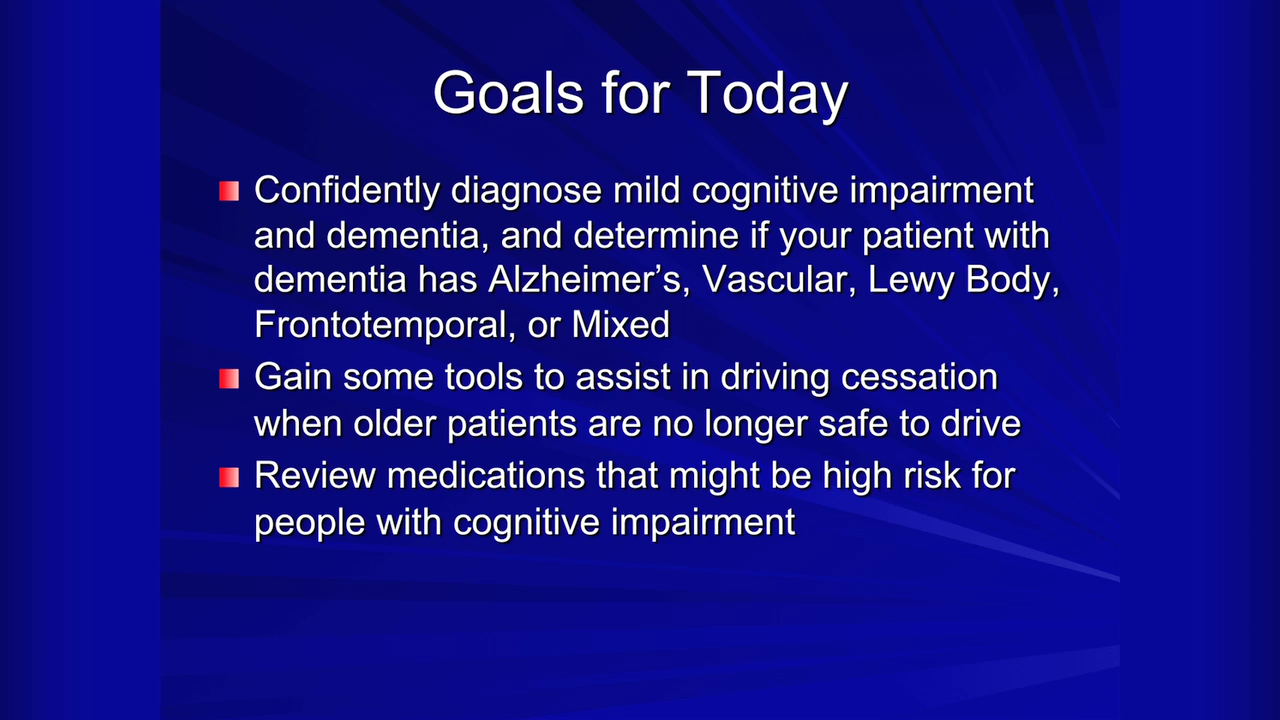 Goals for Today
Confidently diagnose mild cognitive impairment
and dementia, and determine if your patient with
dementia has Alzheimer’s, Vascular, Lewy Body,
Frontotemporal, or Mixed
Gain some tools to assist in driving cessation
when older patients are no longer safe to drive
Review medications that might be high risk for
people with cognitive impairment